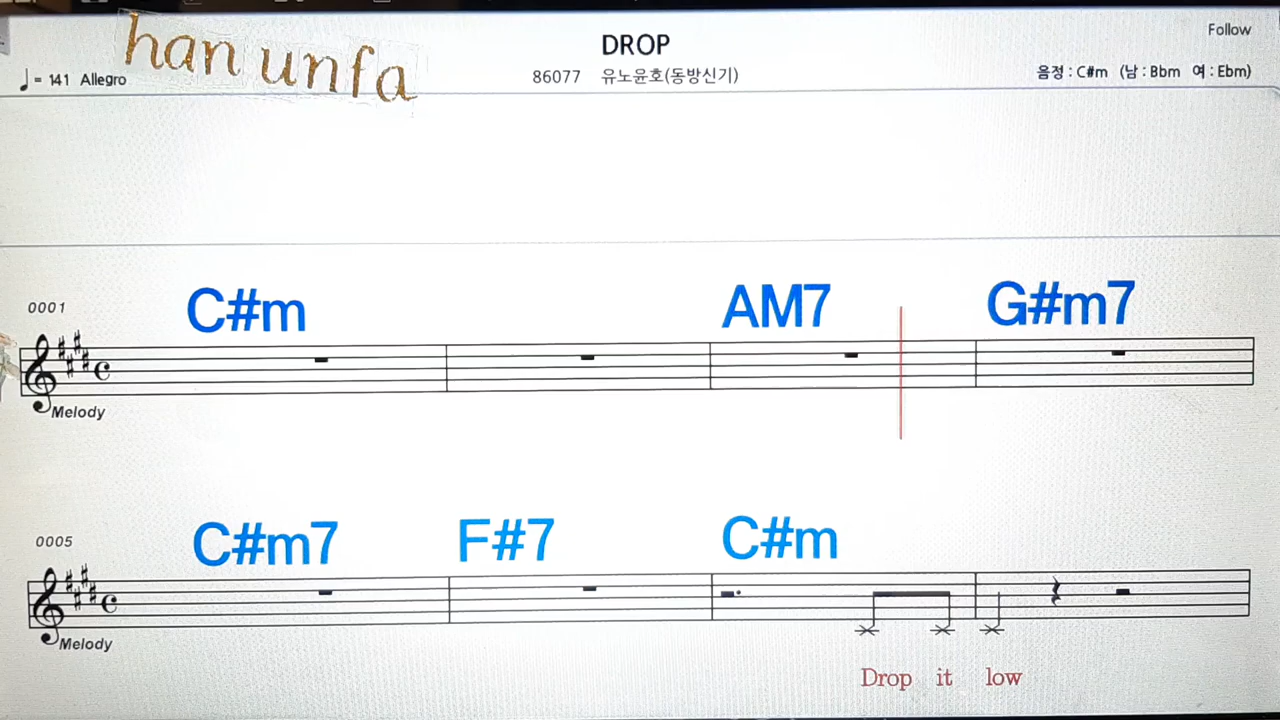 han unfa
DROP
Follow
♩ = 141 Allegro
86077 유노윤호(동방신기)
음정 : C#m (남 : Bbm 여 : Ebm)
0001
C#m AM7 G#m7
Melody
0005
C#m7 F#7 C#m
Melody
Drop it low